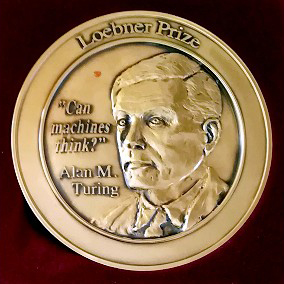 Loebner Prize
"Can
machines
think?"
Alan M.
Turing